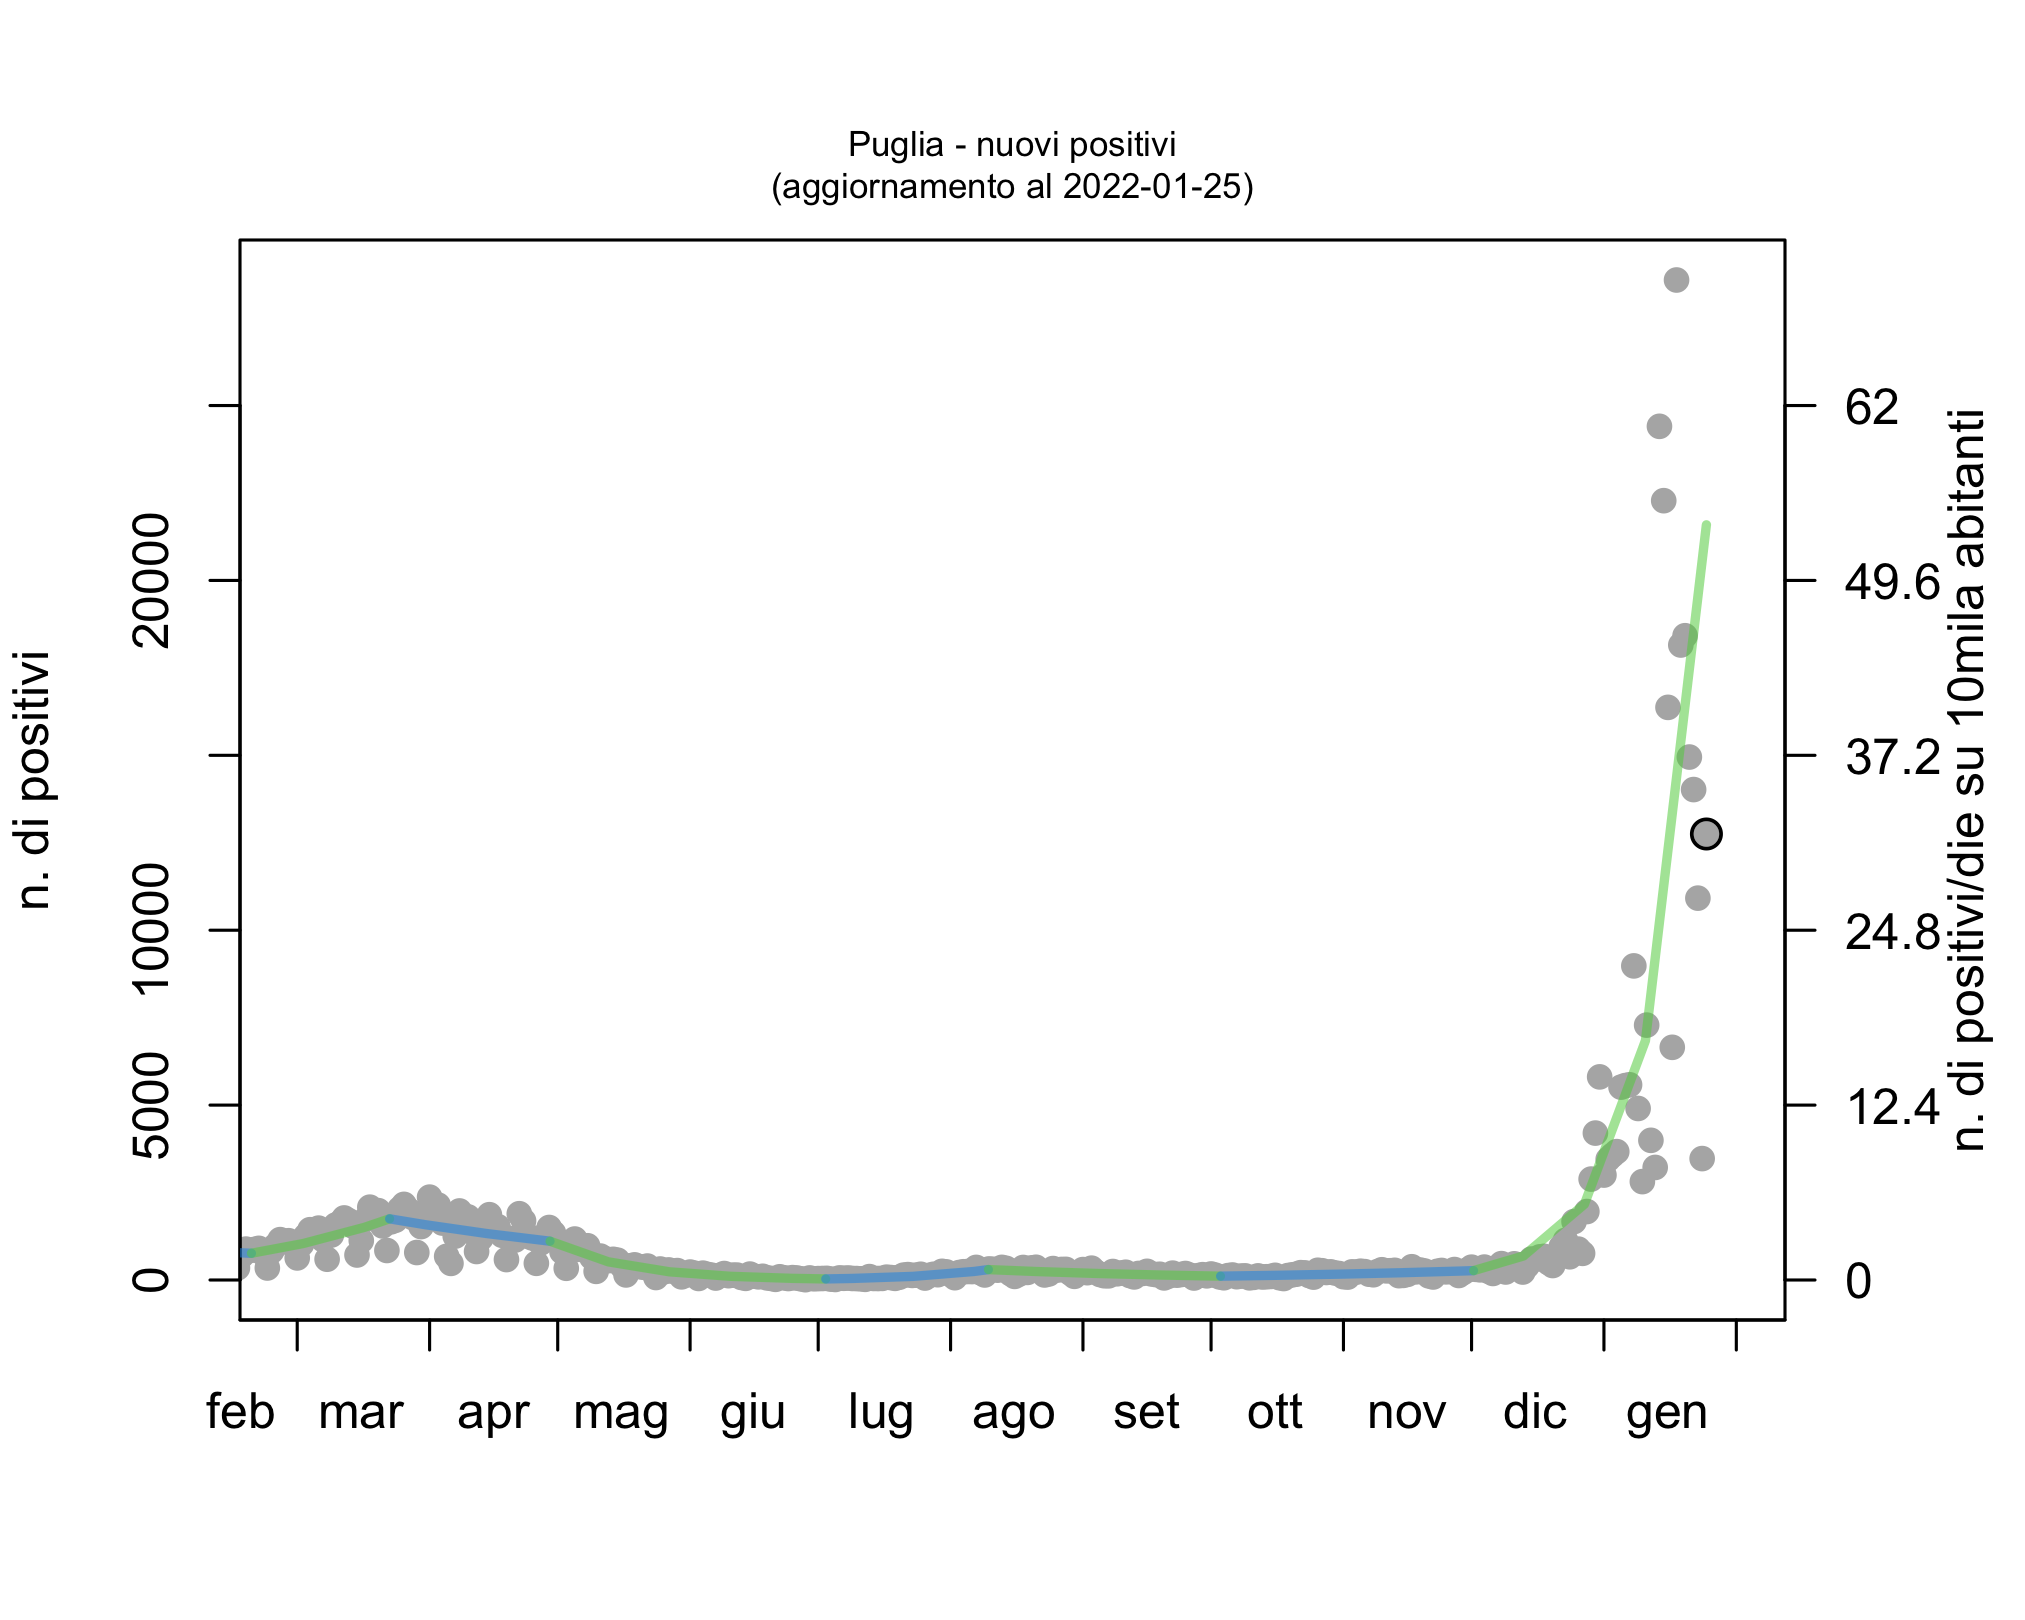 Puglia - nuovi positivi
(aggiornamento al 2022-01-25)
n. di positivi
20000
10000
5000
0
62
49.6
37.2
24.8
12.4
0
n. di positivi/die su 10mila abitanti
feb mar apr mag giu lug ago set ott nov dic gen